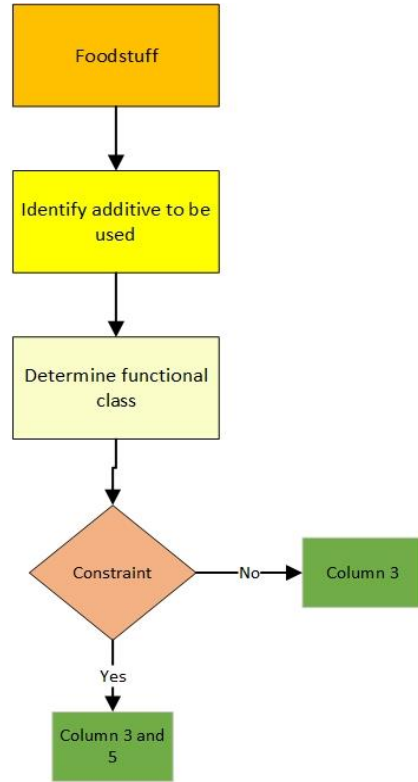 Foodstuff
Identify additive to be
used
Determine functional
class
Constraint
No
Column 3
Yes
Column 3 and
5